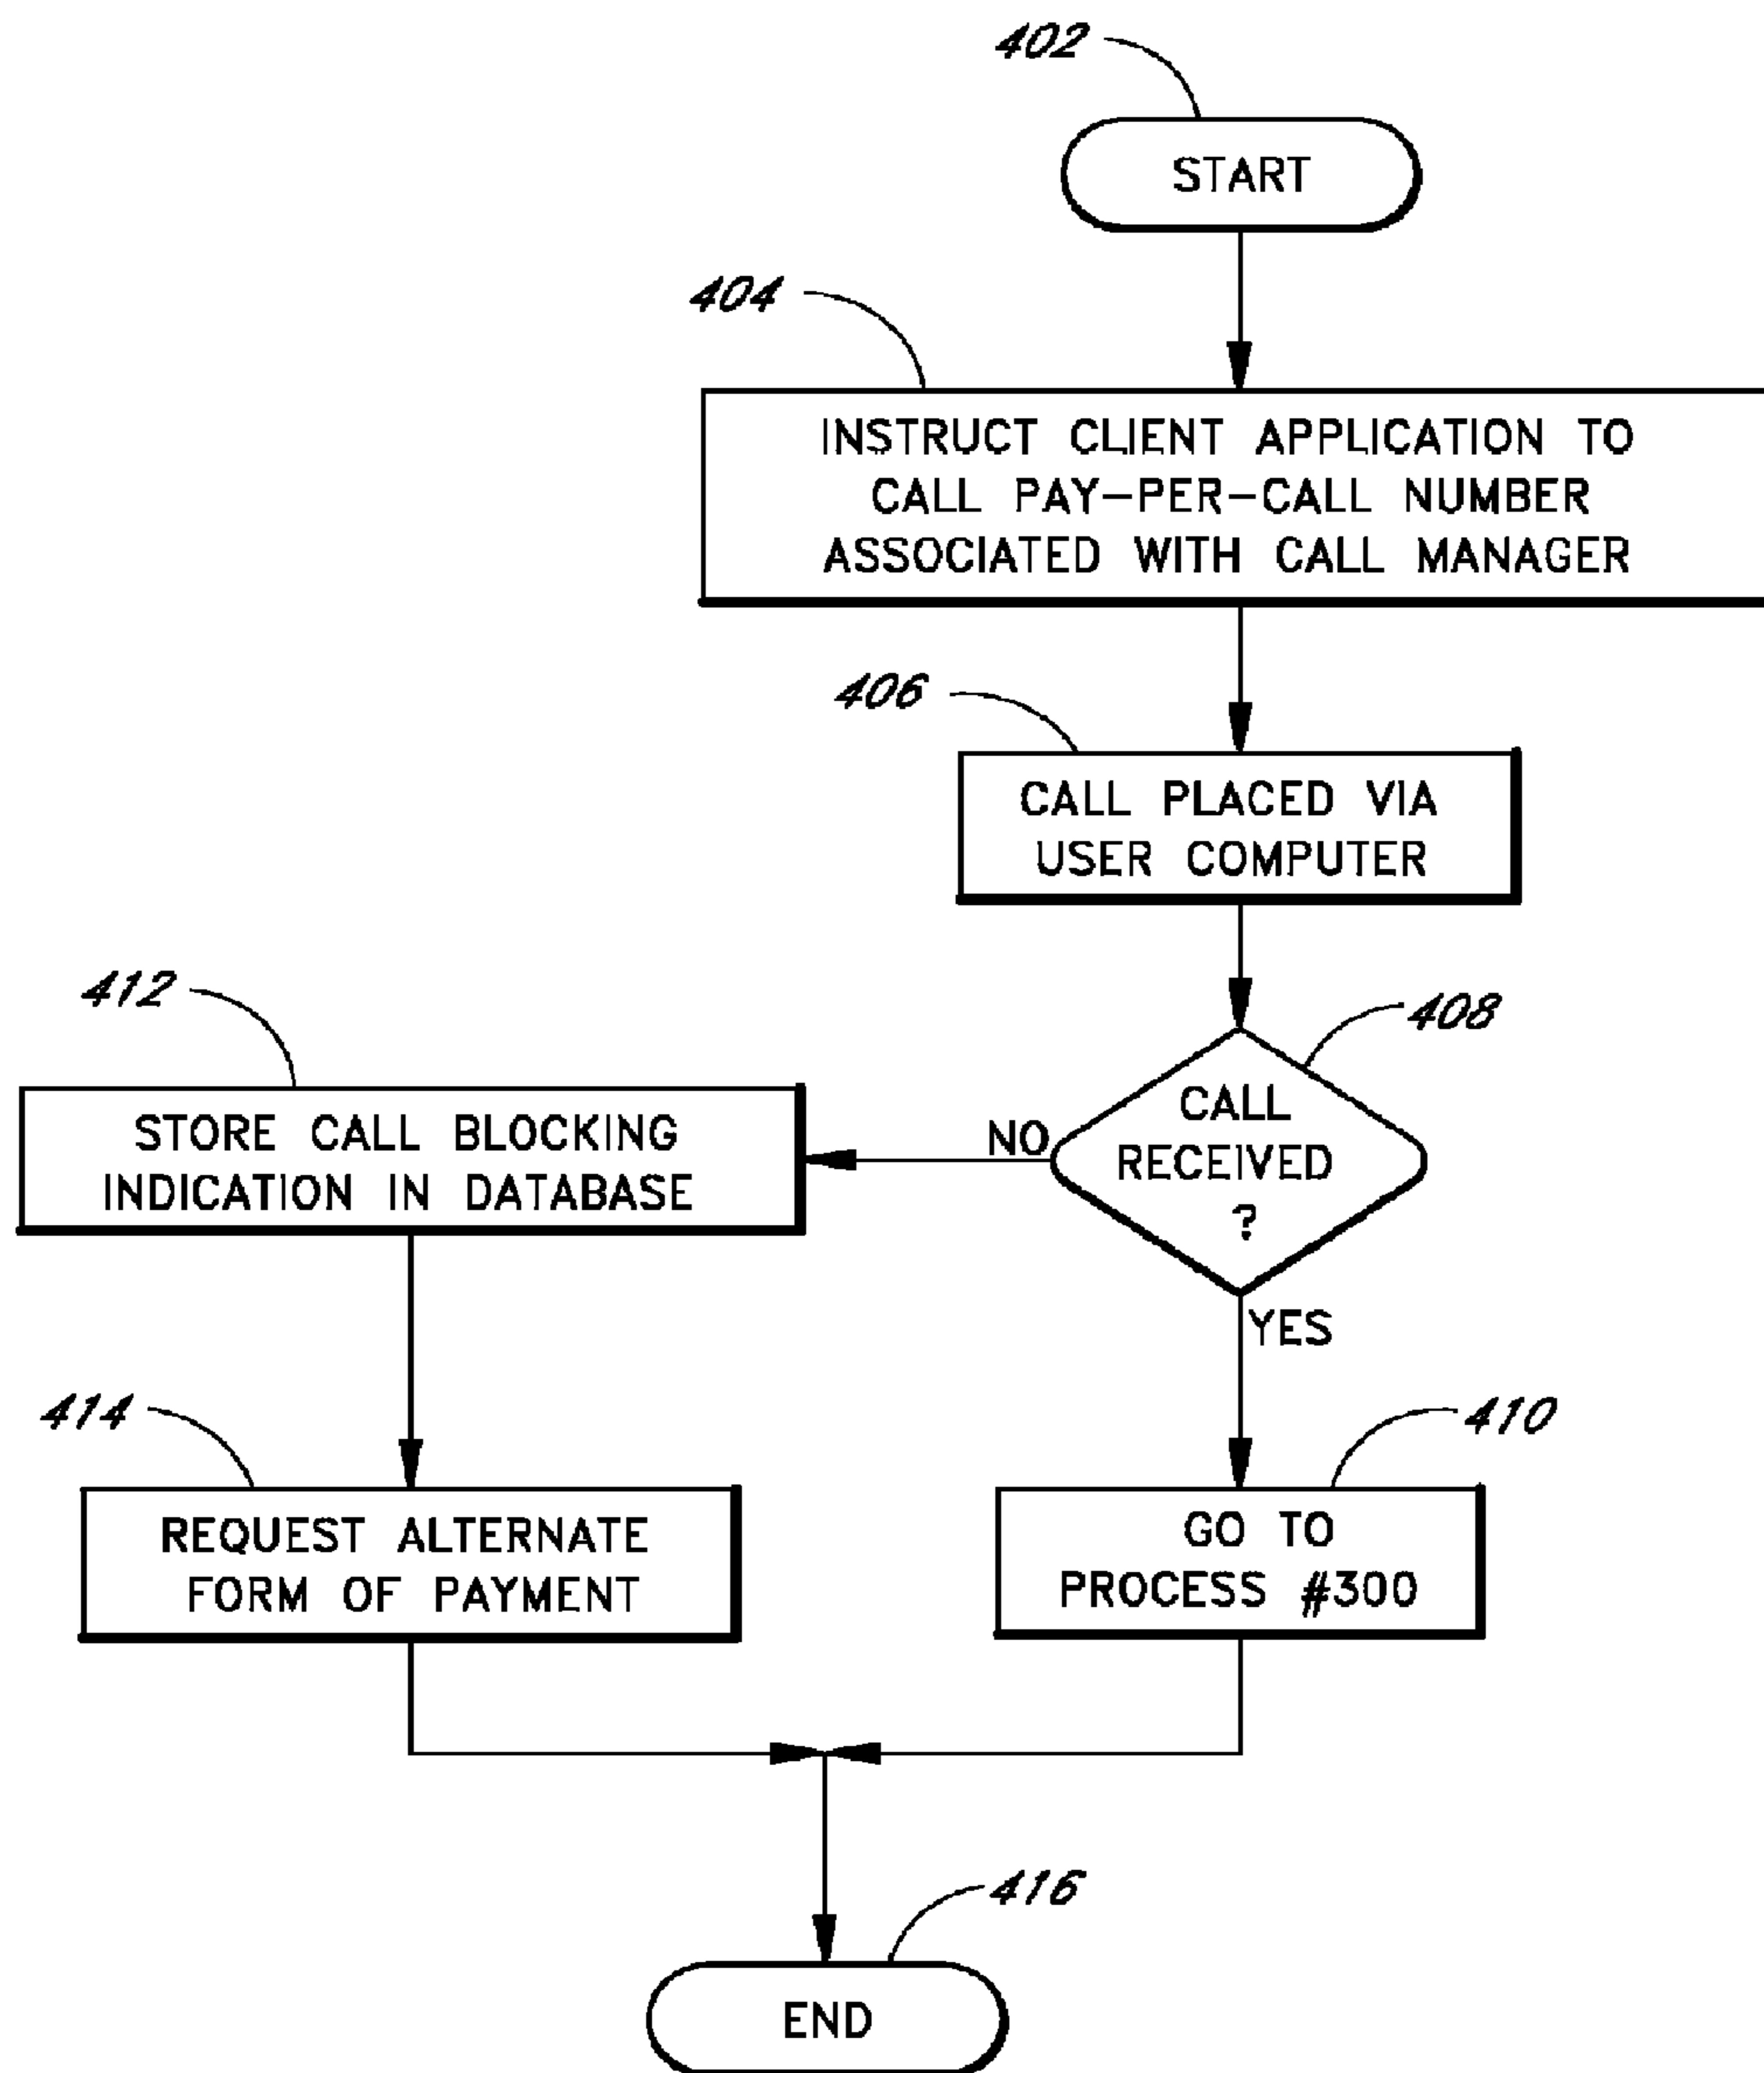 402
START
404
INSTRUCT CLIENT APPLICATION TO
CALL PAY-PER-CALL NUMBER
ASSOCIATED WITH CALL MANAGER
406
CALL PLACED VIA
USER COMPUTER
408
CALL
RECEIVED
?
NO
412
STORE CALL BLOCKING
INDICATION IN DATABASE
YES
414
REQUEST ALTERNATE
FORM OF PAYMENT
410
GO TO
PROCESS #300
416
END